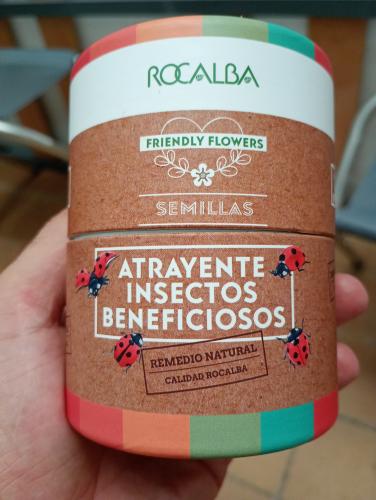 ROCALBA
FRIENDLY FLOWERS
SEMILLAS
ATRAYENTE
INSECTOS
BENEFICIOSOS
REMEDIO NATURAL
CALIDAD ROCALBA